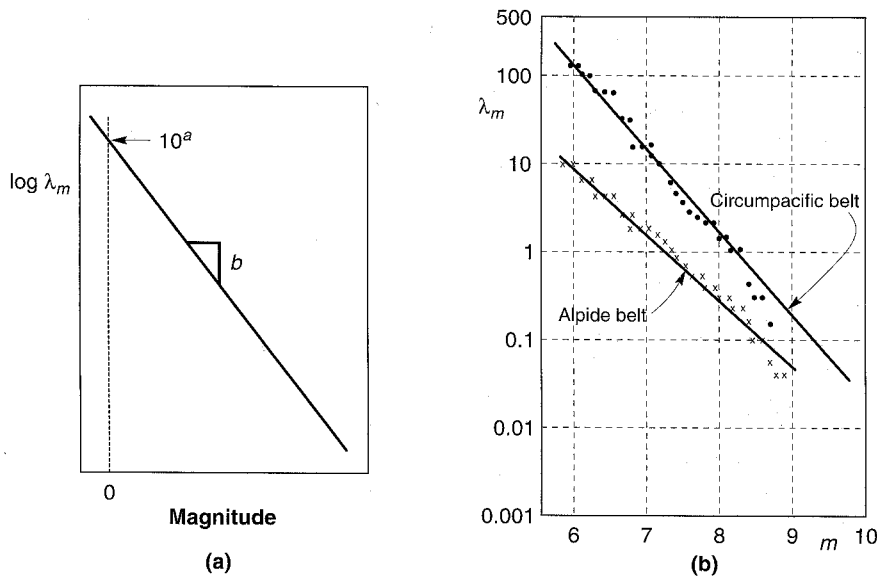 10ᵃ
log λₘ
b
0
Magnitude
(a)
500
100
λₘ
10
1
0.1
0.01
0.001
Circumpacific belt
Alpide belt
6 7 8 9 m 10
(b)